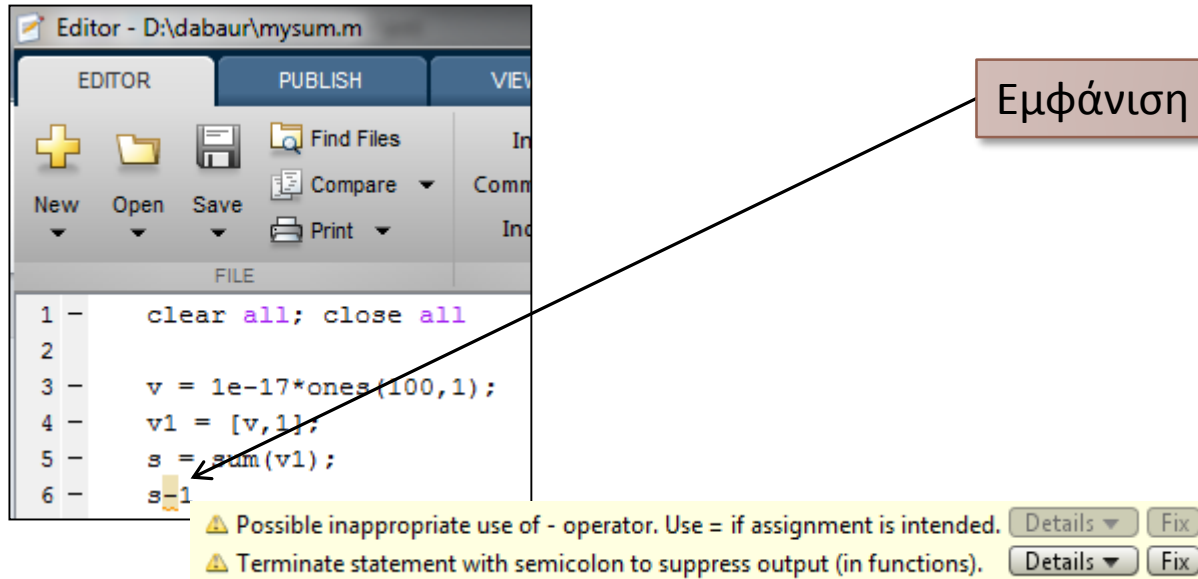 Editor - D:\dabaur\mysum.m
EDITOR PUBLISH VIEW
Εμφάνιση
New Open Save Find Files
Compare
Print
FILE
1 - clear all; close all
2
3 - v = 1e-17*ones(100,1);
4 - v1 = [v,1];
5 - s = sum(v1);
6 - s-1
Possible inappropriate use of - operator. Use = if assignment is intended. Details Fix
Terminate statement with semicolon to suppress output (in functions). Details Fix